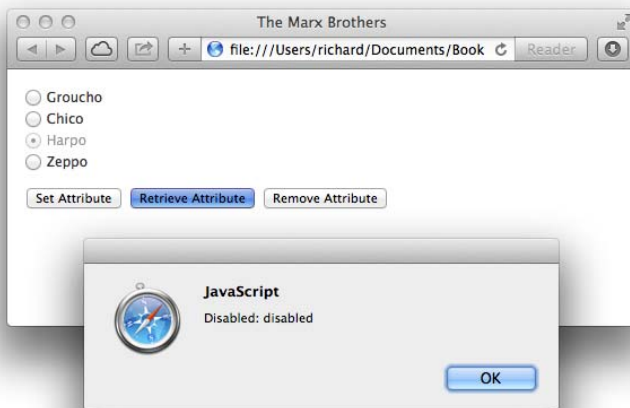 The Marx Brothers
file:///Users/richard/Documents/Book
Reader
Groucho
Chico
Harpo
Zeppo
Set Attribute Retrieve Attribute Remove Attribute
JavaScript
Disabled: disabled
OK